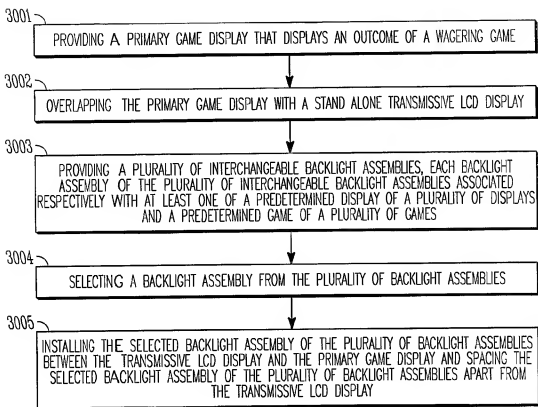 3001
PROVIDING A PRIMARY GAME DISPLAY THAT DISPLAYS AN OUTCOME OF A WAGERING GAME
3002
OVERLAPPING THE PRIMARY GAME DISPLAY WITH A STAND ALONE TRANSMISSIVE LCD DISPLAY
3003
PROVIDING A PLURALITY OF INTERCHANGEABLE BACKLIGHT ASSEMBLIES, EACH BACKLIGHT
ASSEMBLY OF THE PLURALITY OF INTERCHANGEABLE BACKLIGHT ASSEMBLIES ASSOCIATED
RESPECTIVELY WITH AT LEAST ONE OF A PREDETERMINED DISPLAY OF A PLURALITY OF DISPLAYS
AND A PREDETERMINED GAME OF A PLURALITY OF GAMES
3004
SELECTING A BACKLIGHT ASSEMBLY FROM THE PLURALITY OF BACKLIGHT ASSEMBLIES
3005
INSTALLING THE SELECTED BACKLIGHT ASSEMBLY OF THE PLURALITY OF BACKLIGHT ASSEMBLIES
BETWEEN THE TRANSMISSIVE LCD DISPLAY AND THE PRIMARY GAME DISPLAY AND SPACING THE
SELECTED BACKLIGHT ASSEMBLY OF THE PLURALITY OF BACKLIGHT ASSEMBLIES APART FROM
THE TRANSMISSIVE LCD DISPLAY